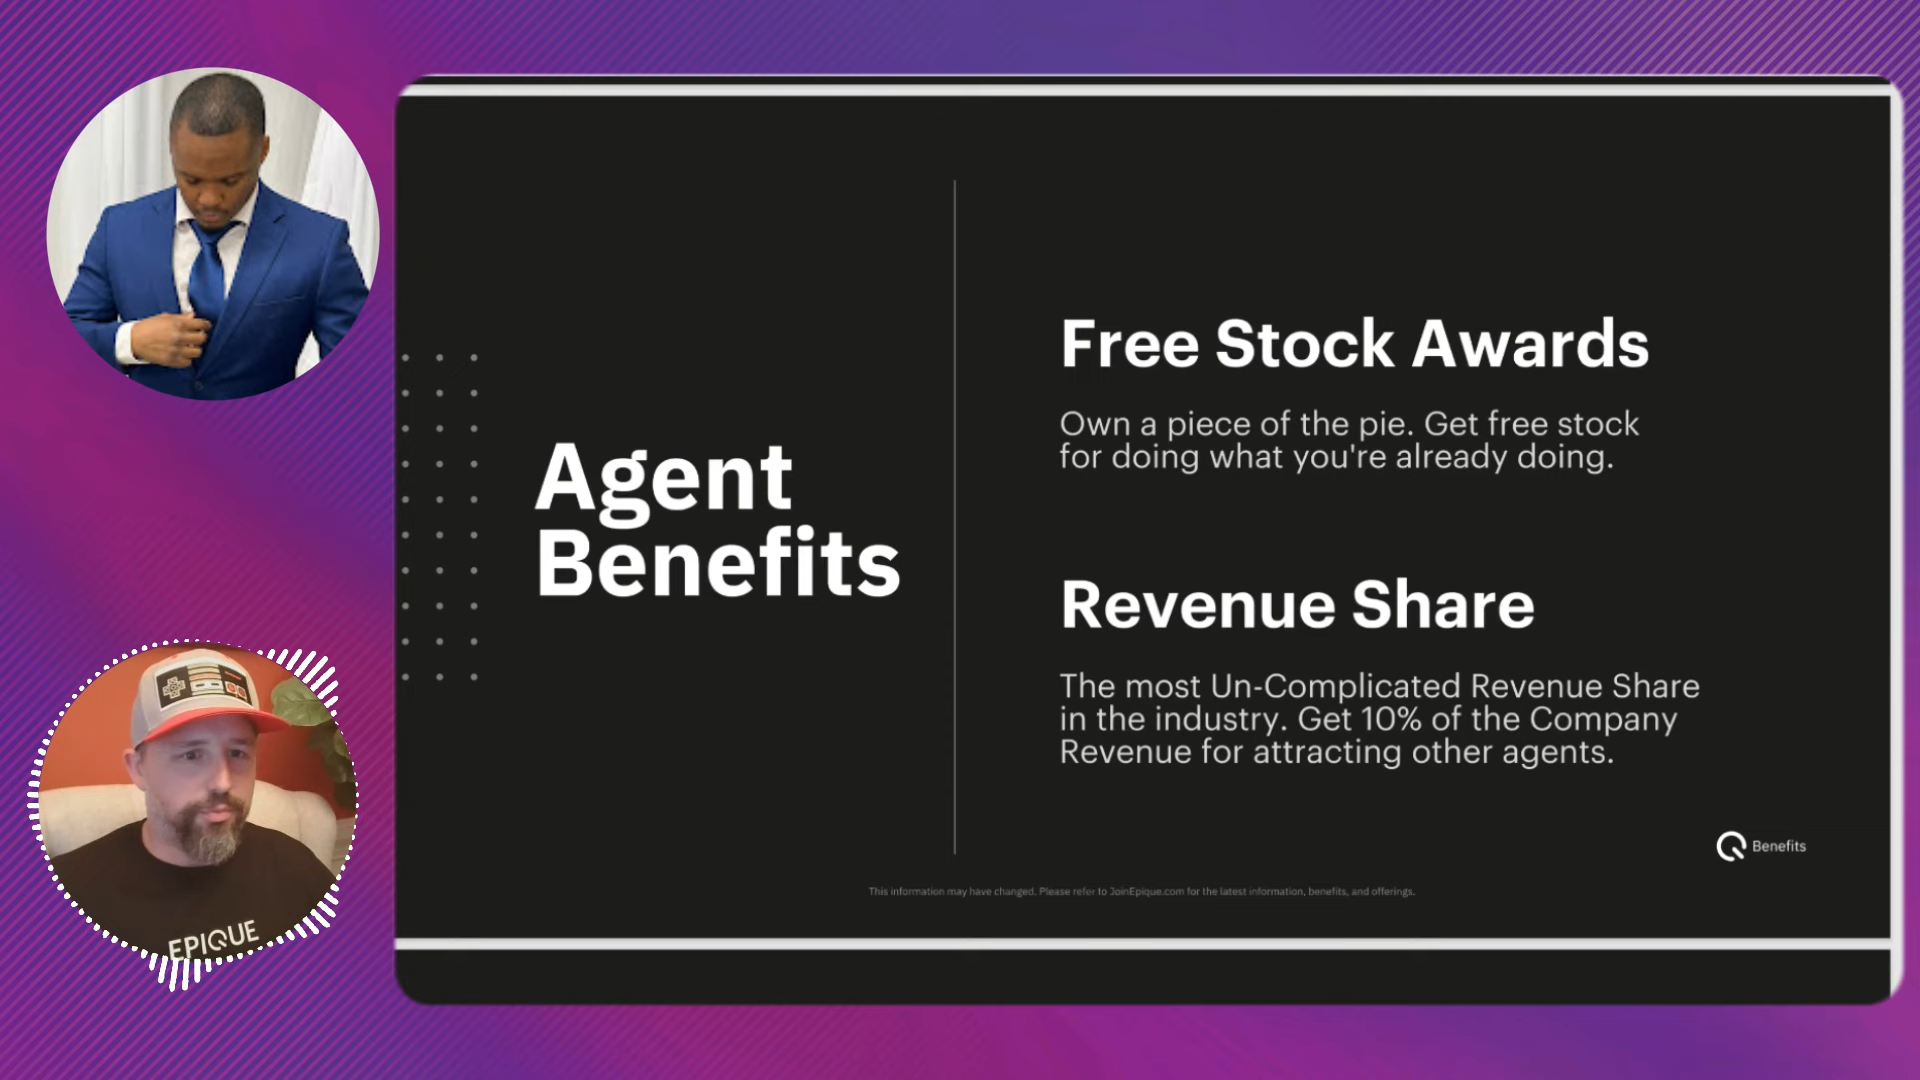 Agent
Benefits
Free Stock Awards
Own a piece of the pie. Get free stock
for doing what you're already doing.
Revenue Share
The most Un-Complicated Revenue Share
in the industry. Get 10% of the Company
Revenue for attracting other agents.
Benefits
This information may have changed. Please refer to JoinEpique.com for the latest information, benefits, and offerings.
EPIQUE